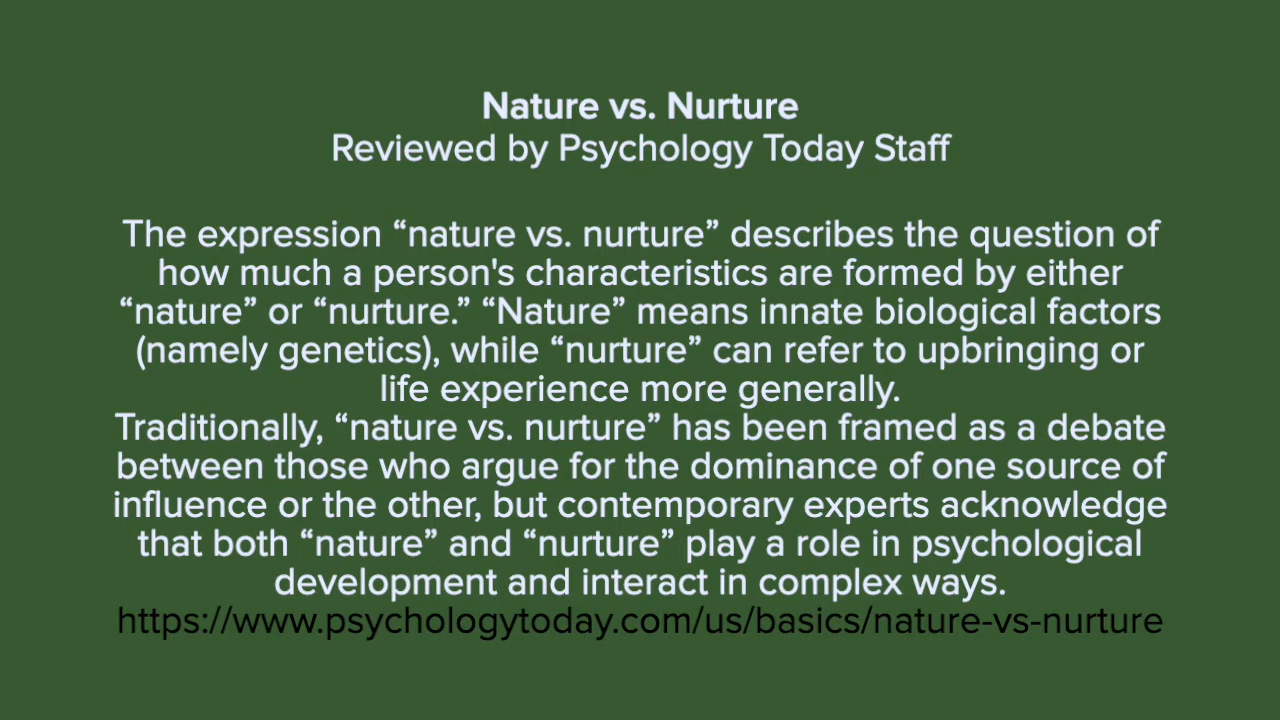 Nature vs. Nurture
Reviewed by Psychology Today Staff
The expression “nature vs. nurture” describes the question of
how much a person's characteristics are formed by either
“nature” or “nurture.” “Nature” means innate biological factors
(namely genetics), while “nurture” can refer to upbringing or
life experience more generally.
Traditionally, “nature vs. nurture” has been framed as a debate
between those who argue for the dominance of one source of
influence or the other, but contemporary experts acknowledge
that both “nature” and “nurture” play a role in psychological
development and interact in complex ways.
https://www.psychologytoday.com/us/basics/nature-vs-nurture